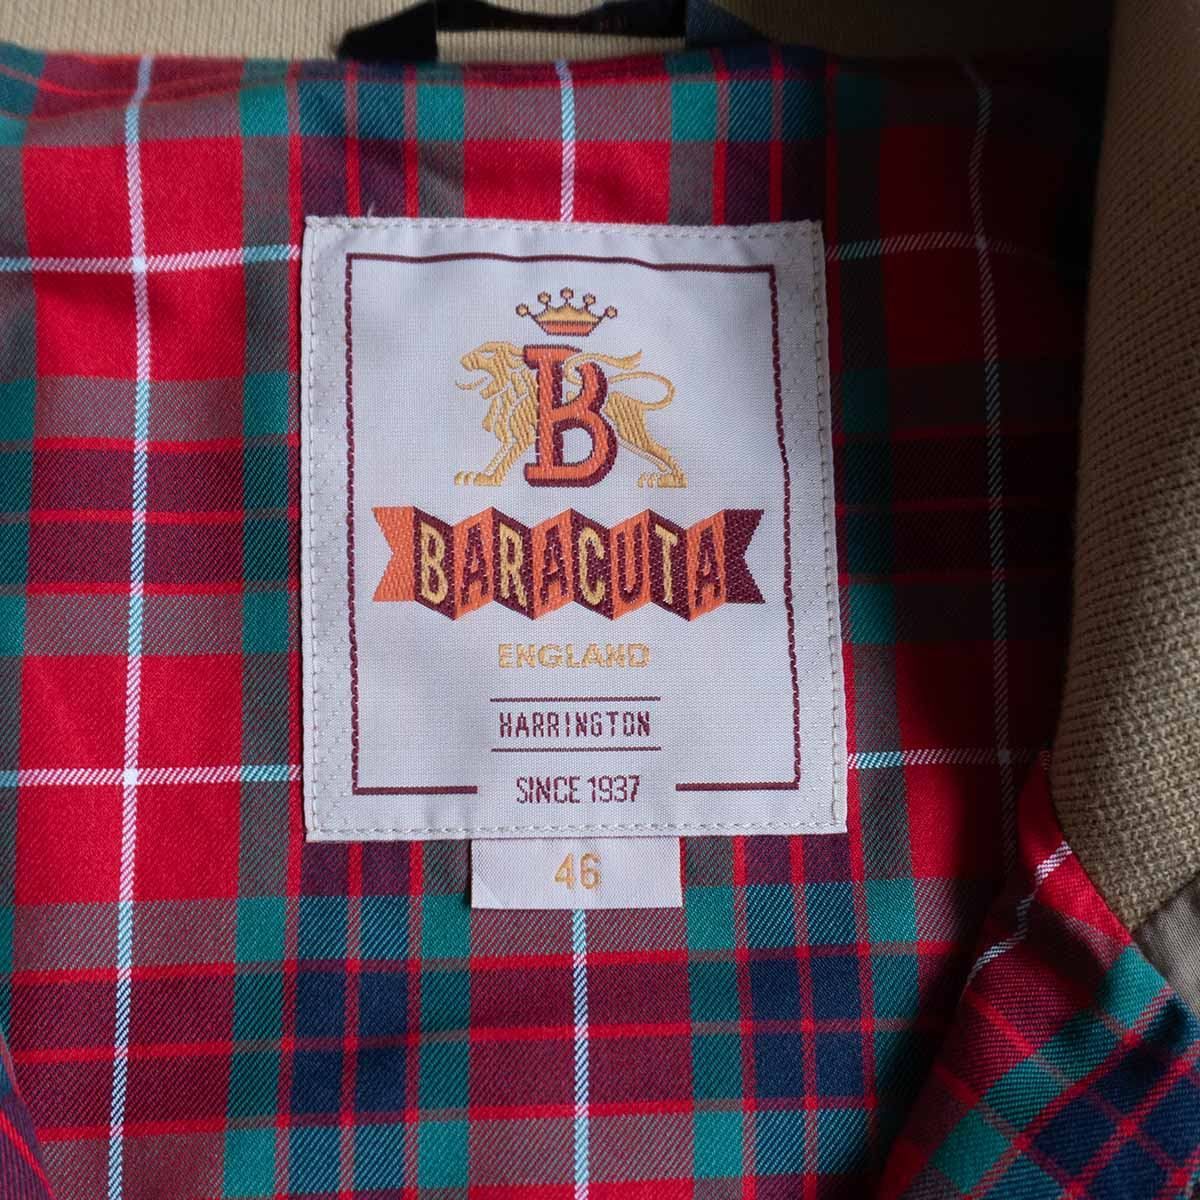 B
BARACUTA
ENGLAND
HARRINGTON
SINCE 1937
46